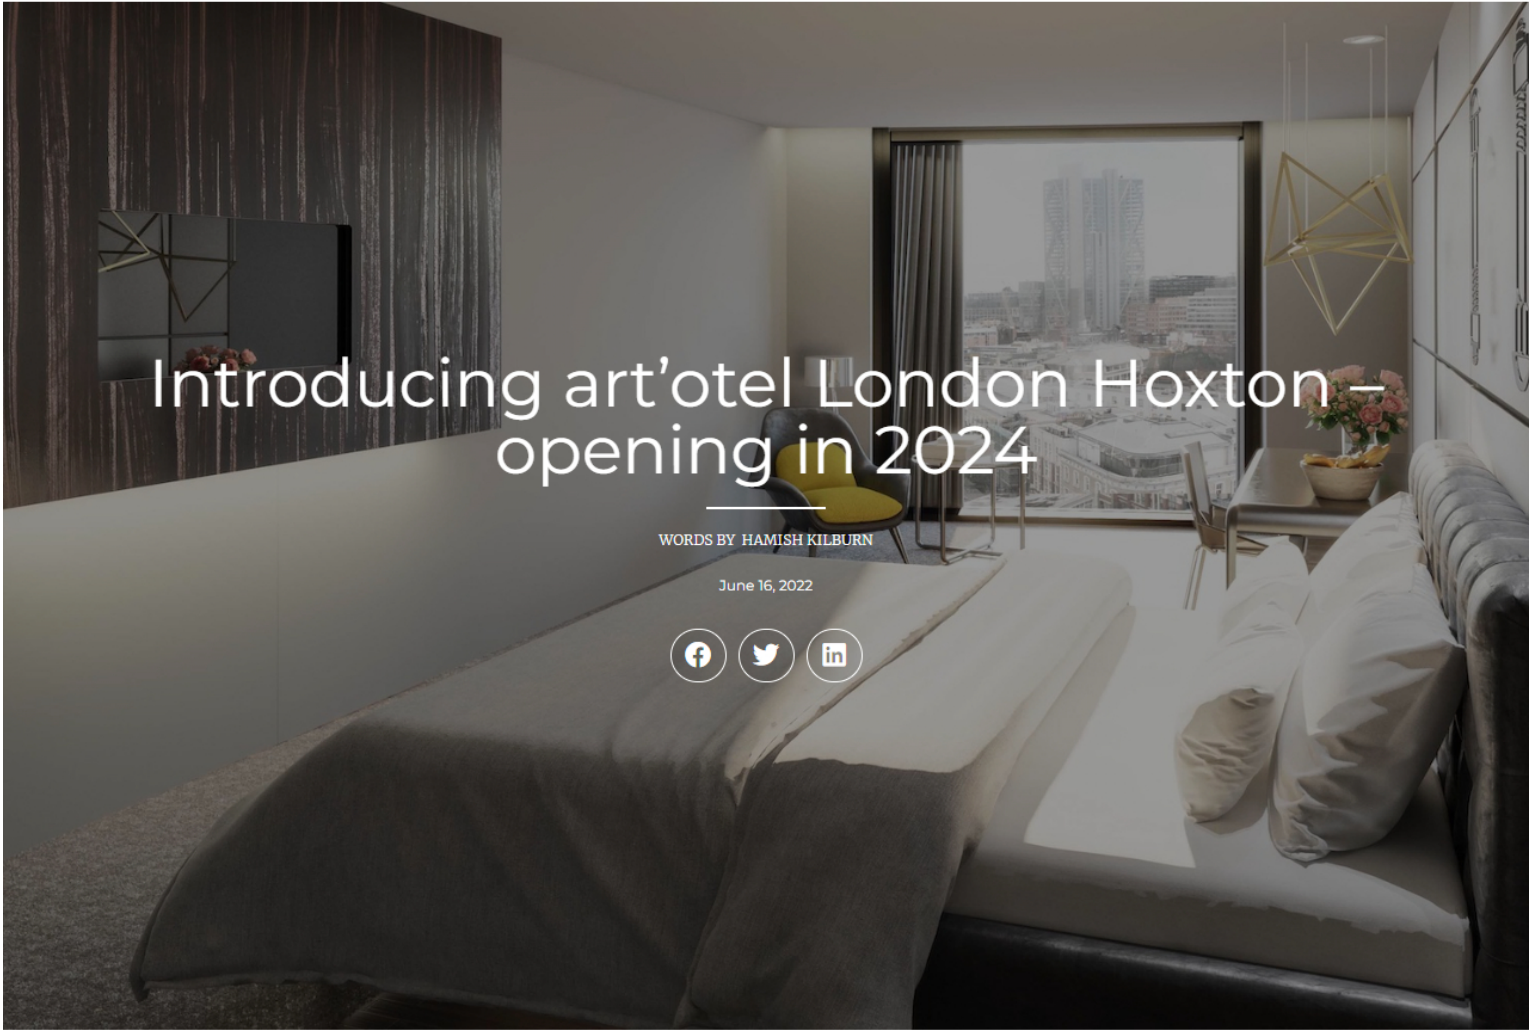 Introducing art’otel London Hoxton –
opening in 2024
WORDS BY HAMISH KILBURN
June 16, 2022